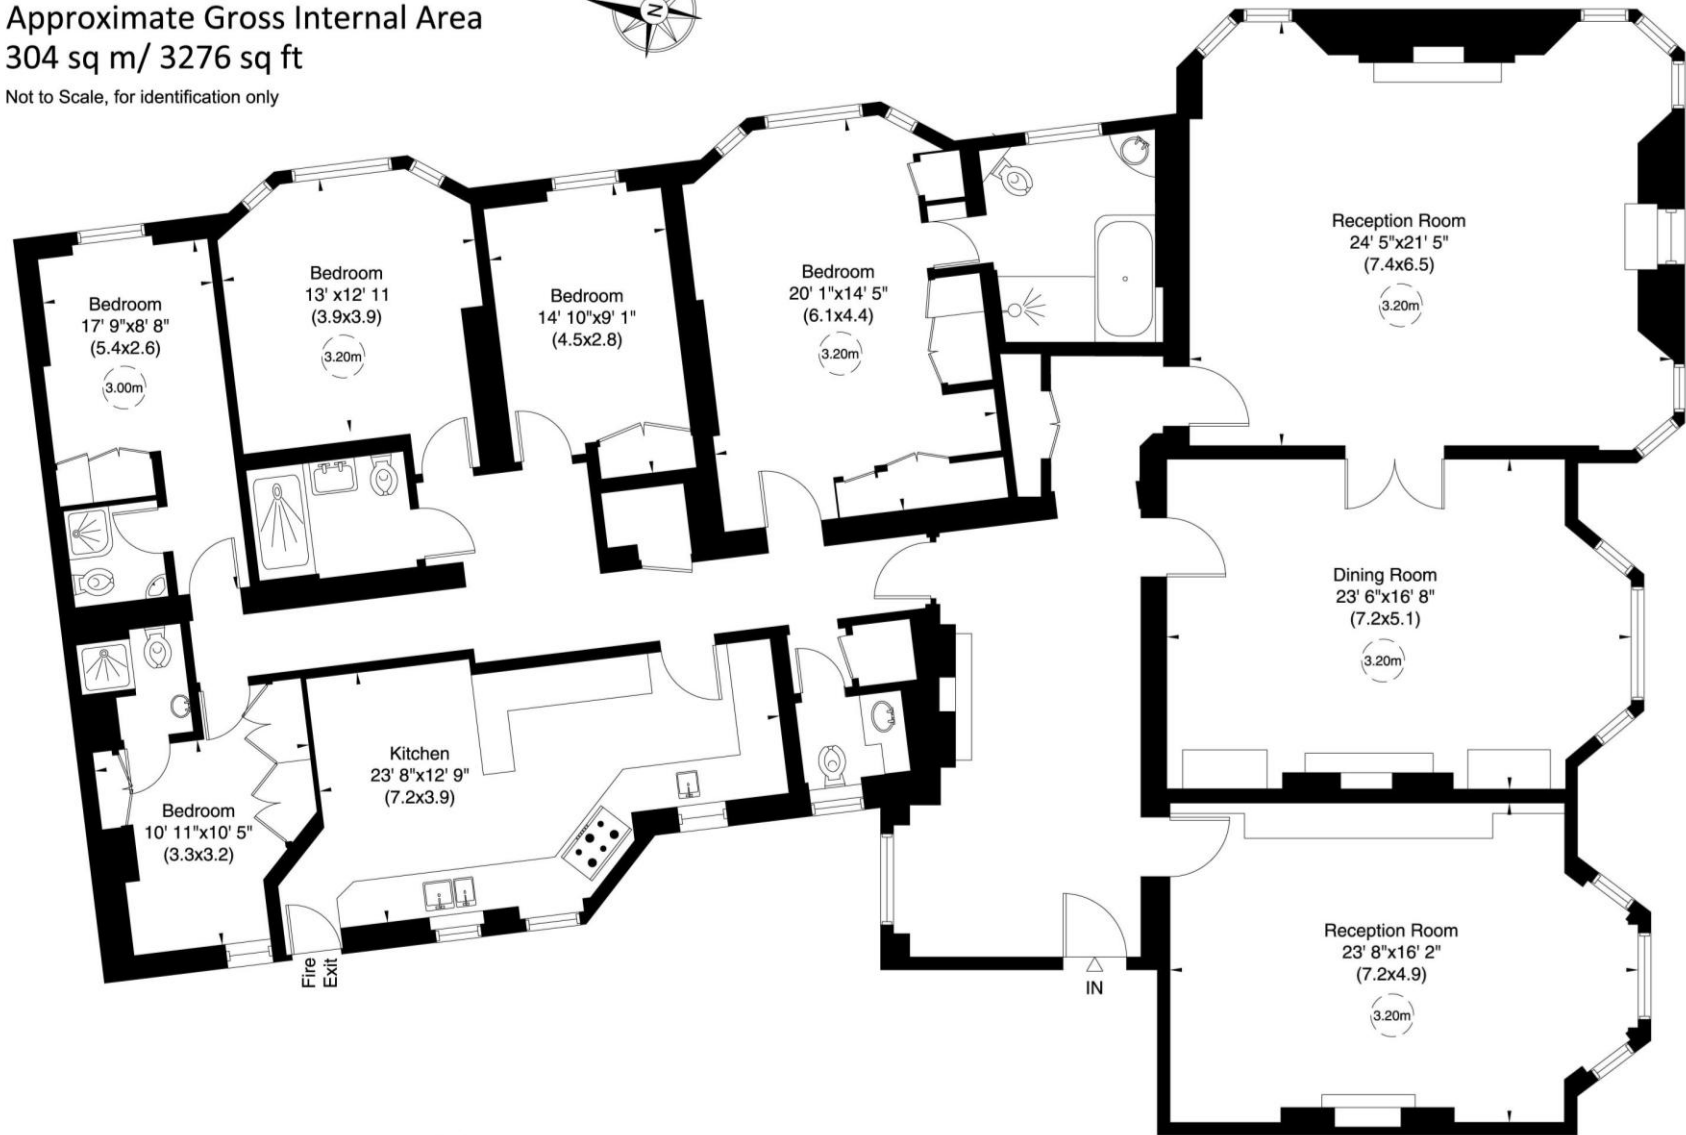 Approximate Gross Internal Area
304 sq m/ 3276 sq ft
Not to Scale, for identification only
N
Bedroom
17' 9"x8' 8"
(5.4x2.6)
3.00m
Bedroom
13' x12' 11
(3.9x3.9)
3.20m
Bedroom
14' 10"x9' 1"
(4.5x2.8)
Bedroom
20' 1"x14' 5"
(6.1x4.4)
3.20m
Reception Room
24' 5"x21' 5"
(7.4x6.5)
3.20m
Dining Room
23' 6"x16' 8"
(7.2x5.1)
3.20m
Kitchen
23' 8"x12' 9"
(7.2x3.9)
Bedroom
10' 11"x10' 5"
(3.3x3.2)
Reception Room
23' 8"x16' 2"
(7.2x4.9)
3.20m
Fire
Exit
IN